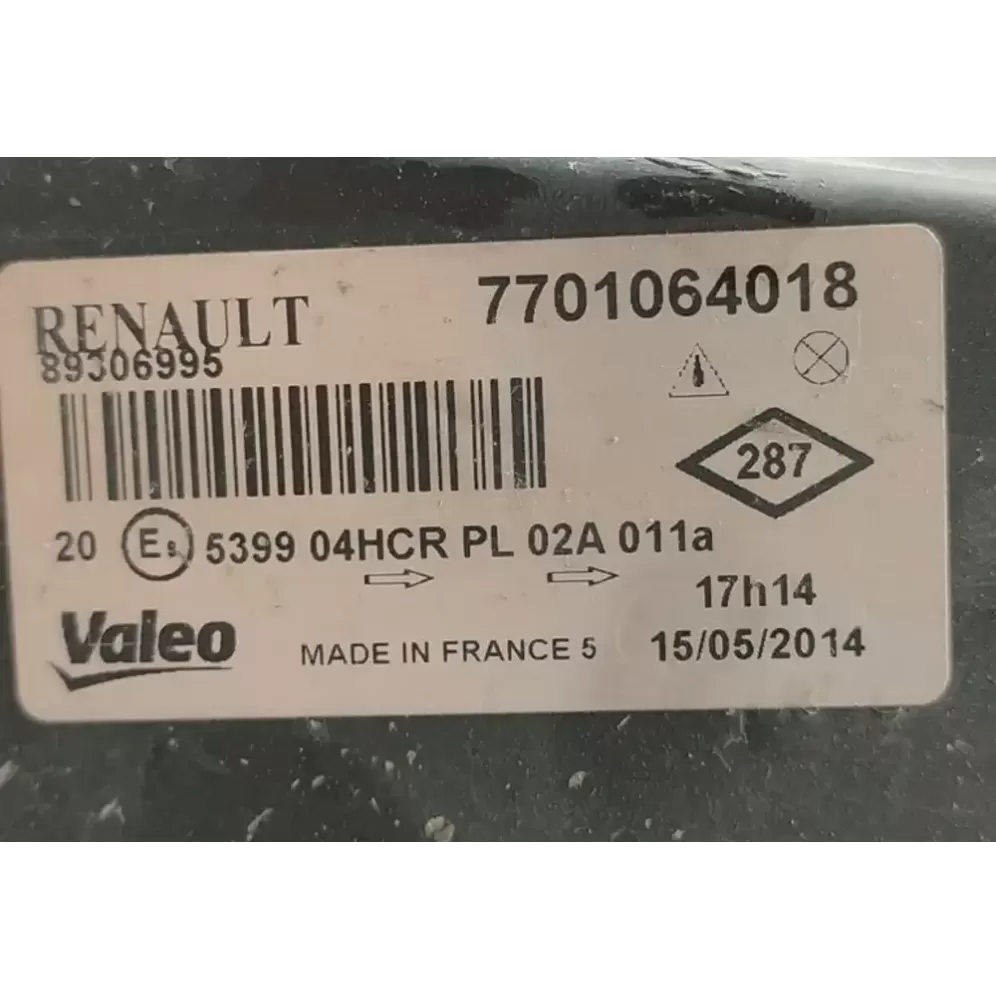 RENAULT 7701064018
89306995
287
20 E9 5399 04HCR PL 02A 011a
17h14
Valeo MADE IN FRANCE 5 15/05/2014